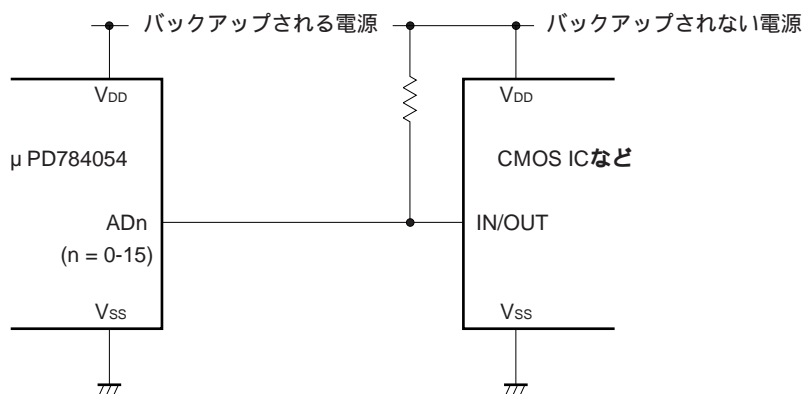 バックアップされる電源 バックアップされない電源
VDD VDD
μPD784054 CMOS ICなど
ADn IN/OUT
(n = 0-15)
VSS VSS